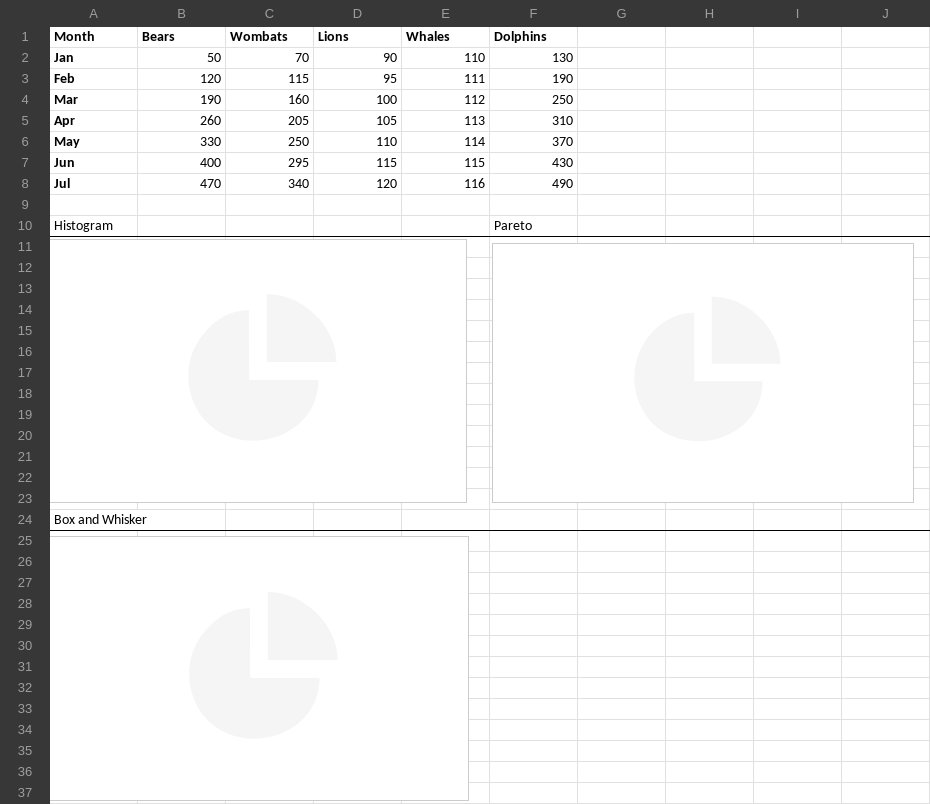 A B C D E F G H I J
1 Month Bears Wombats Lions Whales Dolphins
2 Jan 50 70 90 110 130
3 Feb 120 115 95 111 190
4 Mar 190 160 100 112 250
5 Apr 260 205 105 113 310
6 May 330 250 110 114 370
7 Jun 400 295 115 115 430
8 Jul 470 340 120 116 490
9
10 Histogram Pareto
11
12
13
14
15
16
17
18
19
20
21
22
23
24 Box and Whisker
25
26
27
28
29
30
31
32
33
34
35
36
37